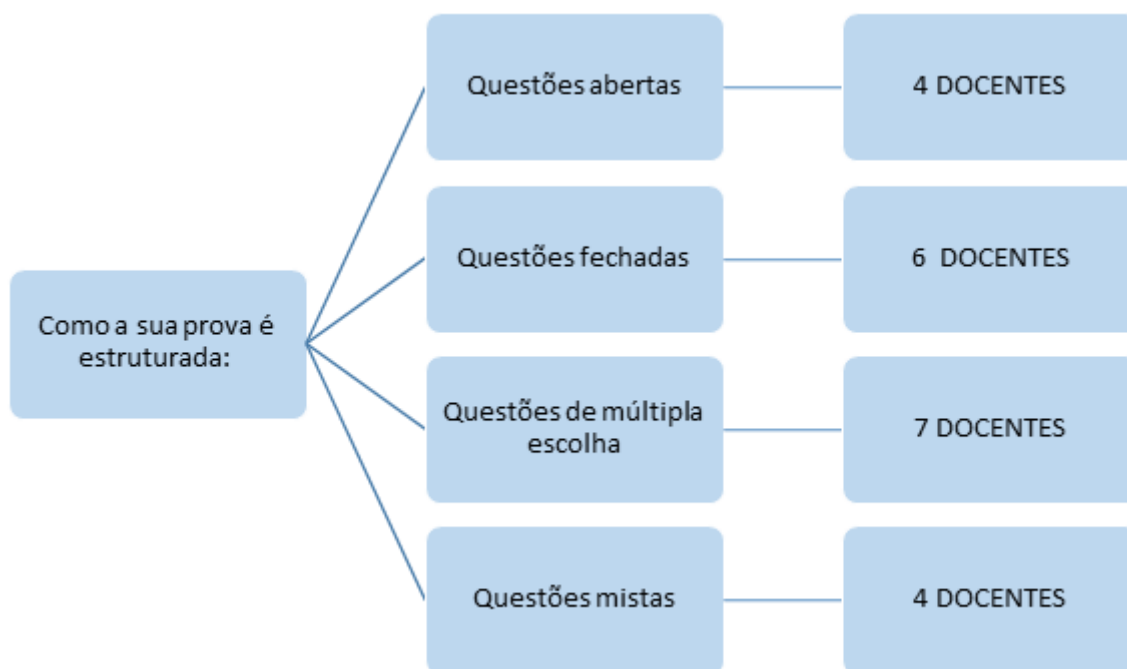 Questões abertas
4 DOCENTES
Questões fechadas
6 DOCENTES
Como a sua prova é
estruturada:
Questões de múltipla
escolha
7 DOCENTES
Questões mistas
4 DOCENTES